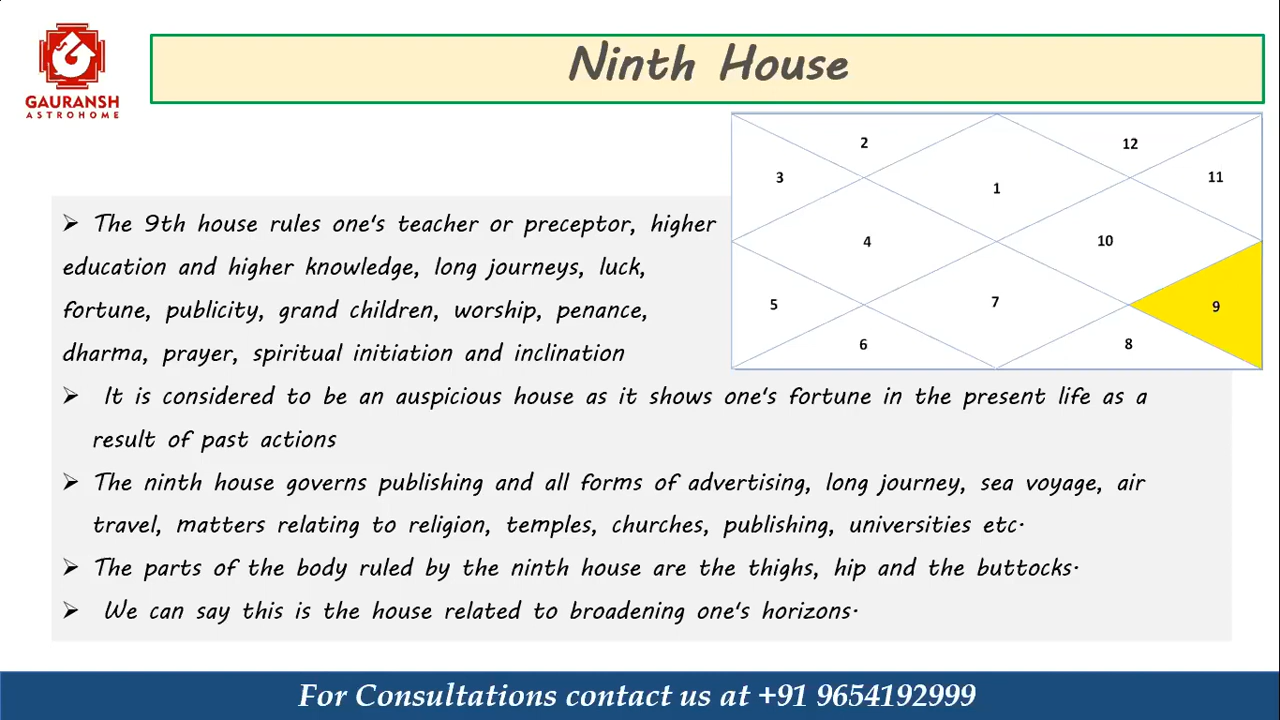 GAURANSH
ASTROHOME
Ninth House
2
12
3
11
1
4
10
5
7
9
6
8
➢ The 9th house rules one's teacher or preceptor, higher
education and higher knowledge, long journeys, luck,
fortune, publicity, grand children, worship, penance,
dharma, prayer, spiritual initiation and inclination
➢ It is considered to be an auspicious house as it shows one's fortune in the present life as a
result of past actions
➢ The ninth house governs publishing and all forms of advertising, long journey, sea voyage, air
travel, matters relating to religion, temples, churches, publishing, universities etc.
➢ The parts of the body ruled by the ninth house are the thighs, hip and the buttocks.
➢ We can say this is the house related to broadening one's horizons.
For Consultations contact us at +91 9654192999